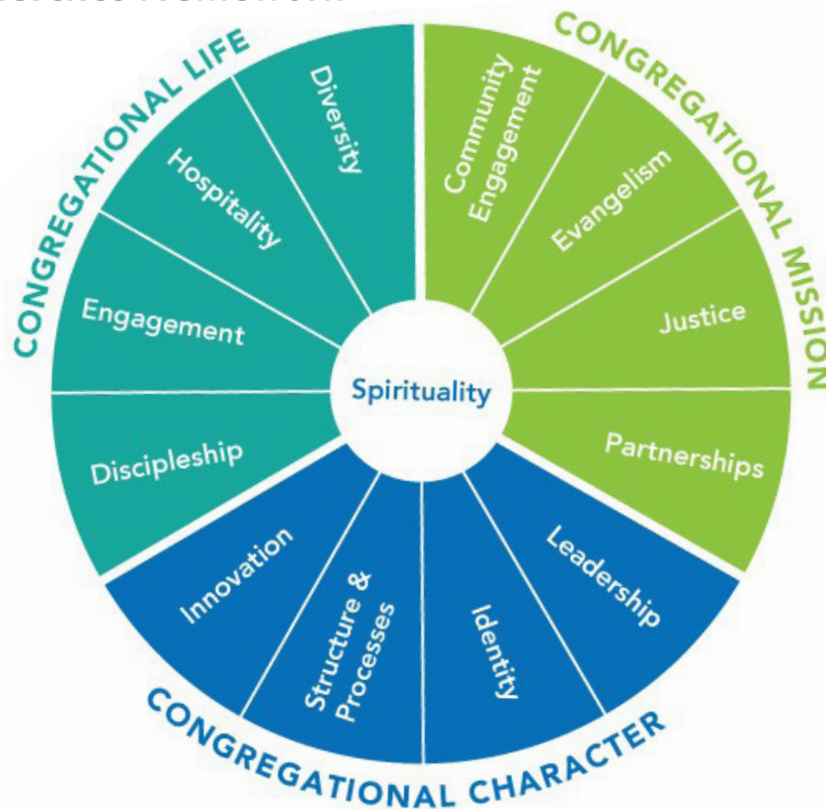 CONGREGATIONAL LIFE
Diversity
Hospitality
Engagement
Discipleship
CONGREGATIONAL MISSION
Community
Engagement
Evangelism
Justice
Partnerships
Spirituality
CONGREGATIONAL CHARACTER
Innovation
Structure &
Processes
Identity
Leadership